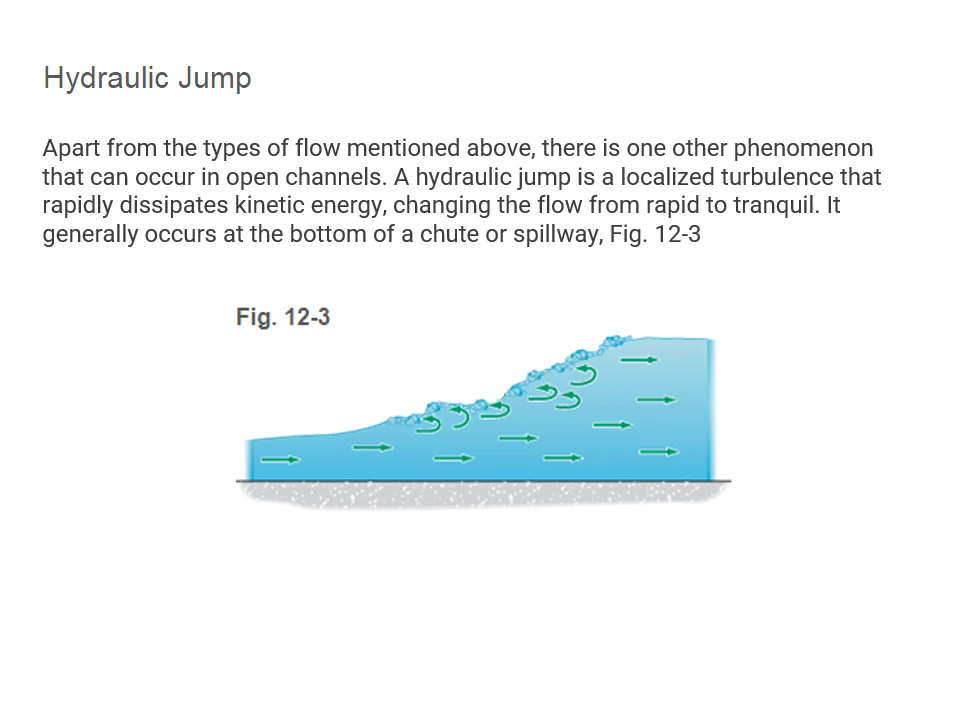 Hydraulic Jump
Apart from the types of flow mentioned above, there is one other phenomenon
that can occur in open channels. A hydraulic jump is a localized turbulence that
rapidly dissipates kinetic energy, changing the flow from rapid to tranquil. It
generally occurs at the bottom of a chute or spillway, Fig. 12-3
Fig. 12-3